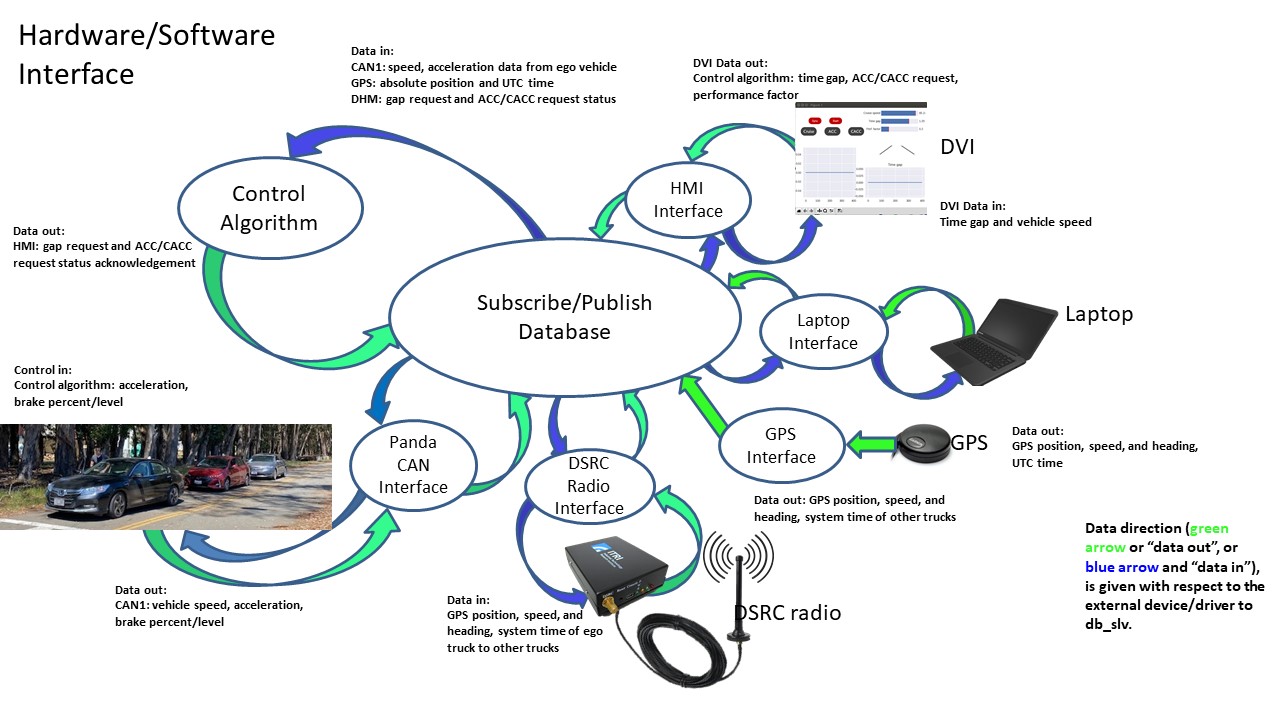 Hardware/Software
Interface
Data in:
CAN1: speed, acceleration data from ego vehicle
GPS: absolute position and UTC time
DHM: gap request and ACC/CACC request status
DVI Data out:
Control algorithm: time gap, ACC/CACC request,
performance factor
Cruise
ACC
CACC
Time gap
DVI
DVI Data in:
Time gap and vehicle speed
HMI
Interface
Control
Algorithm
Data out:
HMI: gap request and ACC/CACC
request status acknowledgement
Subscribe/Publish
Database
Laptop
Interface
Laptop
Control in:
Control algorithm: acceleration,
brake percent/level
Panda
CAN
Interface
DSRC
Radio
Interface
GPS
Interface
GPS
Data out:
GPS position, speed, and heading,
UTC time
Data out: GPS position, speed, and
heading, system time of other trucks
Data out:
CAN1: vehicle speed, acceleration,
brake percent/level
Data in:
GPS position, speed, and
heading, system time of ego
truck to other trucks
ITRI
DSRC radio
Data direction (green
arrow or “data out”, or
blue arrow and “data in”),
is given with respect to the
external device/driver to
db_slv.